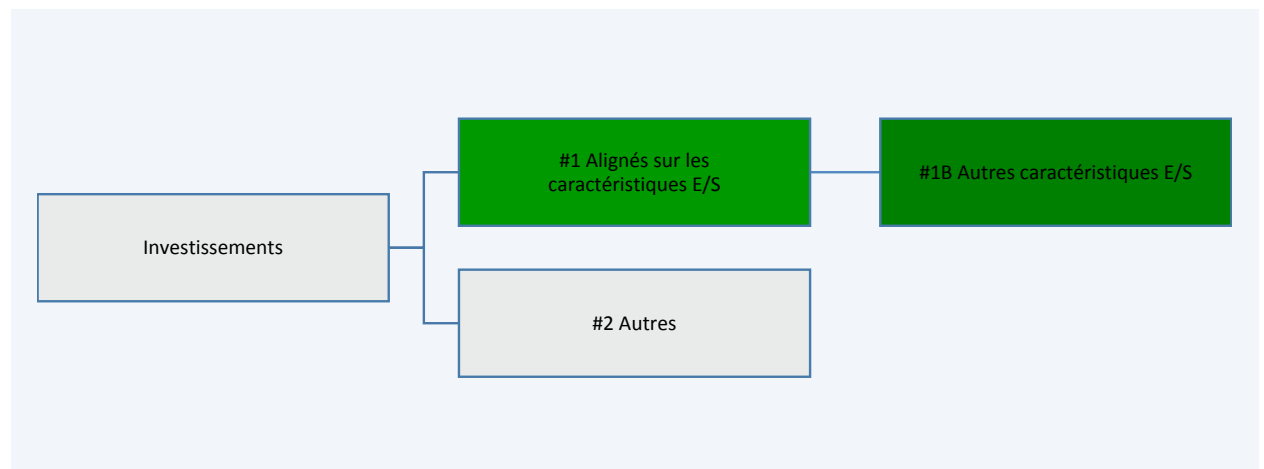 Investissements
#1 Alignés sur les
caractéristiques E/S
#1B Autres caractéristiques E/S
#2 Autres